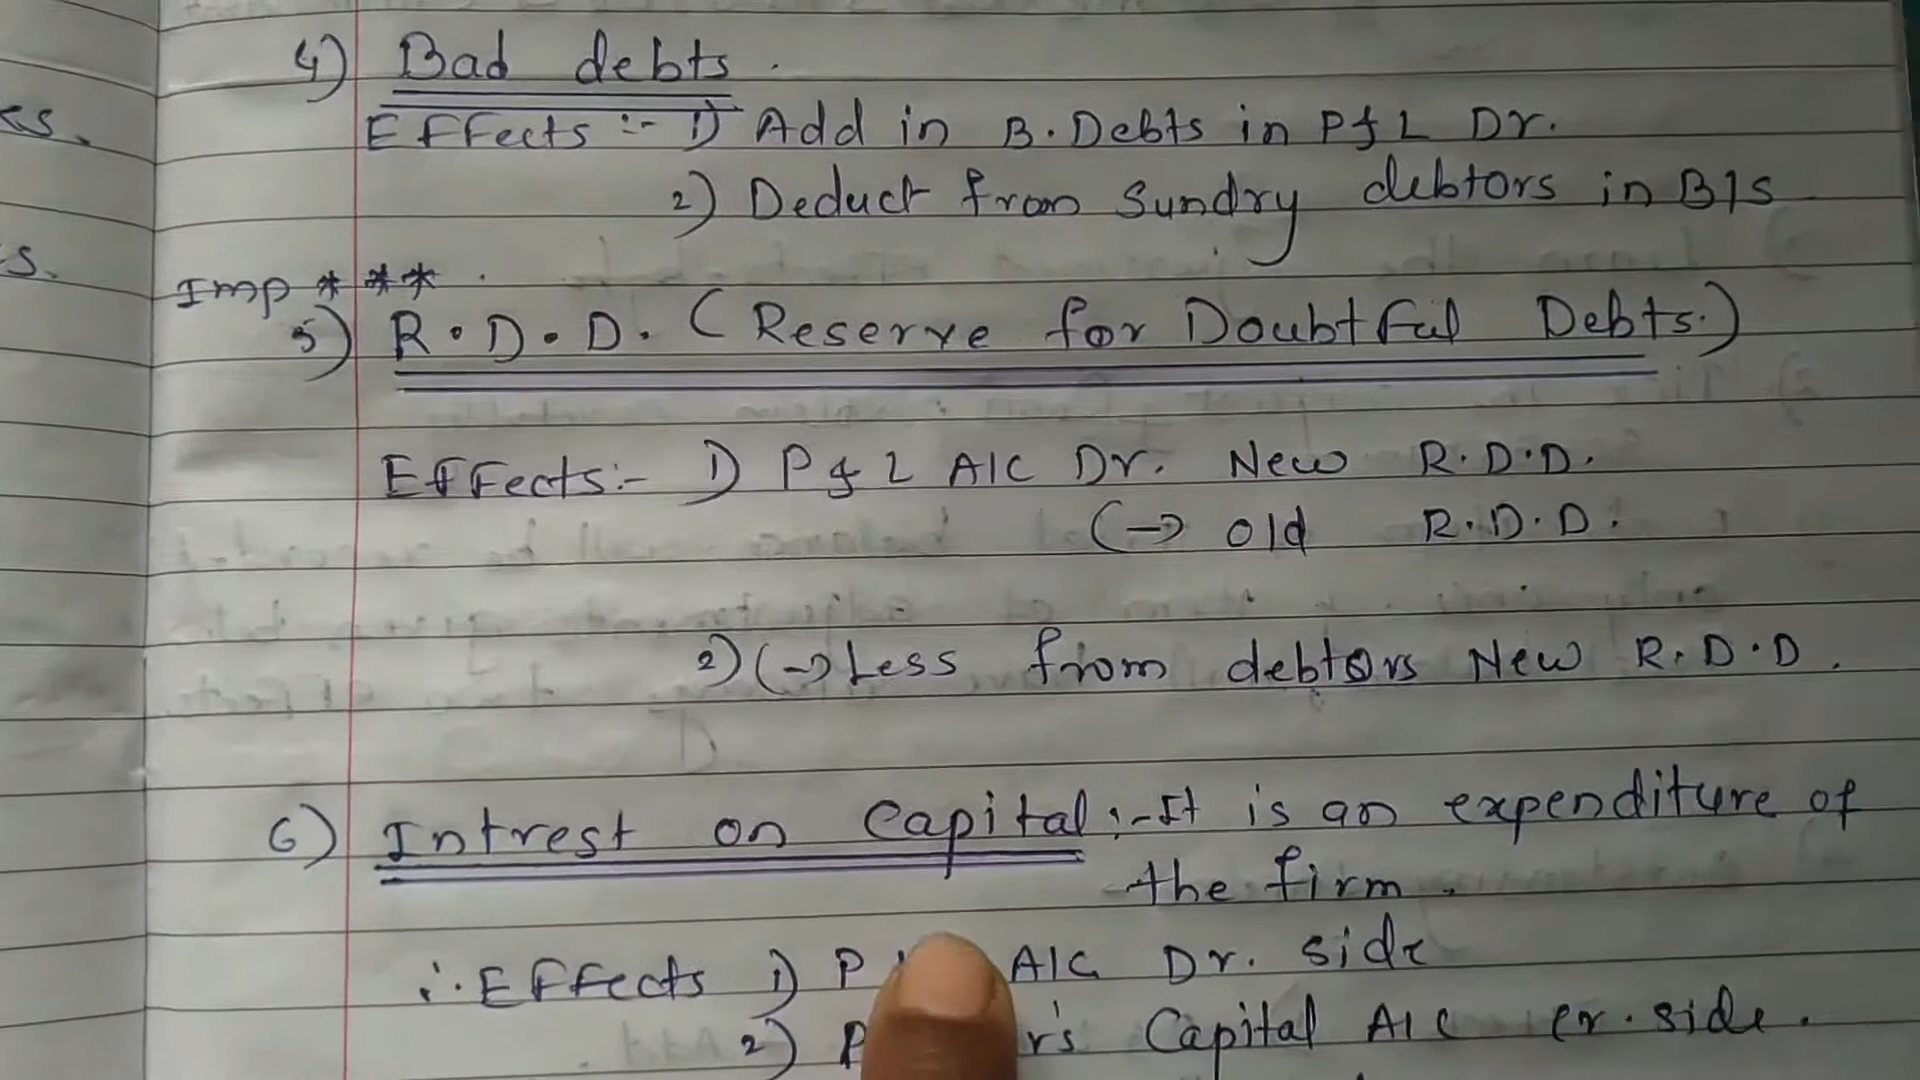 es.
4) Bad debts.
Effects :- 1) Add in B. Debts in P & L Dr.
2) Deduct from Sundry debtors in B/S
s.
Imp ***
5) R.D.D. (Reserve for Doubtful Debts.)
Effects:- 1) P & L A/C Dr. New R.D.D.
(-) old R.D.D.
2) (-) Less from debtors New R.D.D.
6) Intrest on Capital :- It is an expenditure of
the firm.
∴ Effects 1) P A/C Dr. side
2) Capital A/C cr. side.